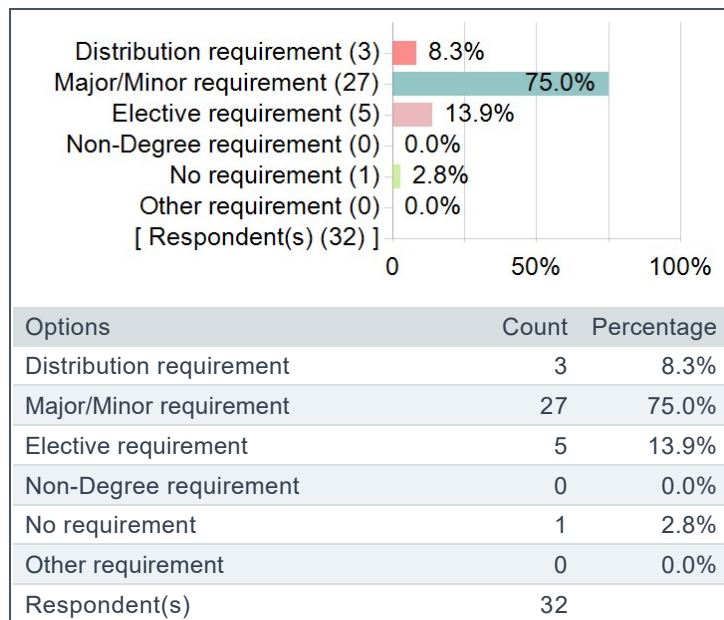 Distribution requirement (3) 8.3%
Major/Minor requirement (27) 75.0%
Elective requirement (5) 13.9%
Non-Degree requirement (0) 0.0%
No requirement (1) 2.8%
Other requirement (0) 0.0%
[ Respondent(s) (32) ]
0 50% 100%
Options Count Percentage
Distribution requirement 3 8.3%
Major/Minor requirement 27 75.0%
Elective requirement 5 13.9%
Non-Degree requirement 0 0.0%
No requirement 1 2.8%
Other requirement 0 0.0%
Respondent(s) 32